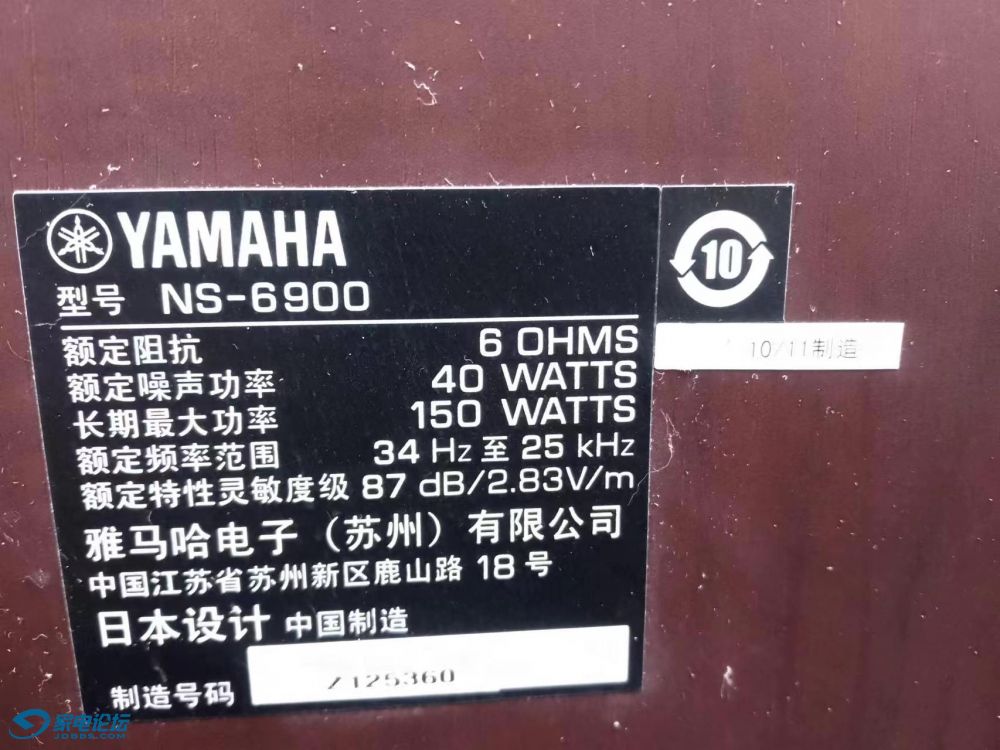 YAMAHA
型号 NS-6900
10
额定阻抗 6 OHMS
10/11制造
额定噪声功率 40 WATTS
长期最大功率 150 WATTS
额定频率范围 34 Hz 至 25 kHz
额定特性灵敏度级 87 dB/2.83V/m
雅马哈电子（苏州）有限公司
中国江苏省苏州新区鹿山路 18 号
日本设计 中国制造
制造号码 Z125360
家电论坛
JDBBS.COM